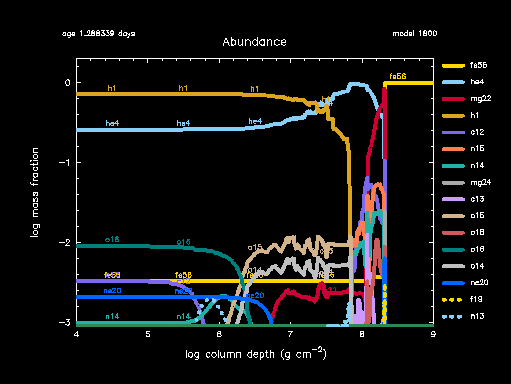 age 1.288339 days
model 1800
Abundance
fe56
0
h1 h1 h1
he4 he4 he4
-1
-2
-3
o16 o16 o15
o14
fe56 fe56
ne20 ne20
n14 n14
4 5 6 7 8 9
log column depth (g cm-2)
log mass fraction
fe56
he4
mg22
h1
c12
n15
n14
mg24
c13
o15
o18
o16
o14
ne20
f19
n13